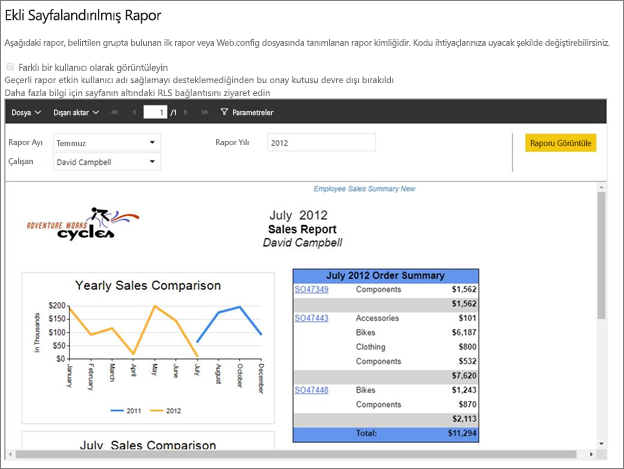 Ekli Sayfalandırılmış Rapor
Aşağıdaki rapor, belirtilen grupta bulunan ilk rapor veya Web.config dosyasında tanımlanan rapor kimliğidir. Kodu ihtiyaçlarınıza uyacak şekilde değiştirebilirsiniz.
Farklı bir kullanıcı olarak görüntüleyin
Geçerli rapor etkin kullanıcı adı sağlamayı desteklemediğinden bu onay kutusu devre dışı bırakıldı
Daha fazla bilgi için sayfanın altındaki RLS bağlantısını ziyaret edin
Dosya Dışarı aktar 1 /1 Parametreler
Rapor Ayı Temmuz Rapor Yılı 2012 Raporu Görüntüle
Çalışan David Campbell
Employee Sales Summary New
ADVENTURE WORKS
cycles
July 2012
Sales Report
David Campbell
Yearly Sales Comparison
In Thousands
$200
$150
$100
$50
$0
January
February
March
April
May
June
July
August
October
December
2011 2012
July Sales Comparison
July 2012 Order Summary
SO47349 Components $1,562
$1,562
SO47443 Accessories $101
Bikes $6,187
Clothing $800
Components $532
$7,620
SO47448 Bikes $1,243
Components $870
$2,113
Total: $11,294